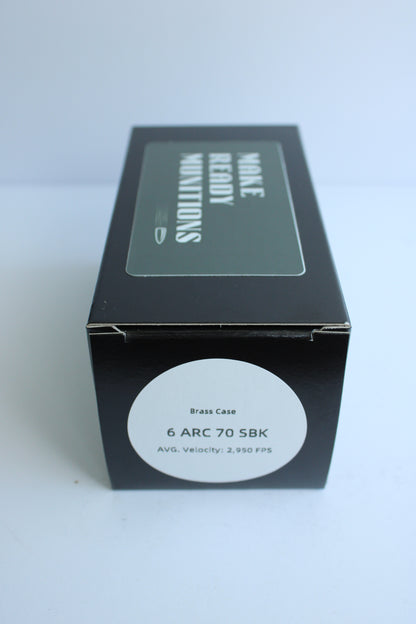 MAKE
READY
MUNITIONS
Brass Case
6 ARC 70 SBK
AVG. Velocity: 2,950 FPS